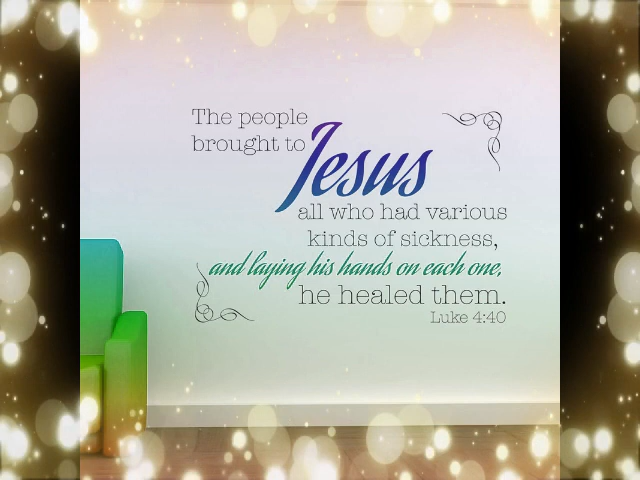 The people
brought to Jesus
all who had various
kinds of sickness,
and laying his hands on each one,
he healed them.
Luke 4:40